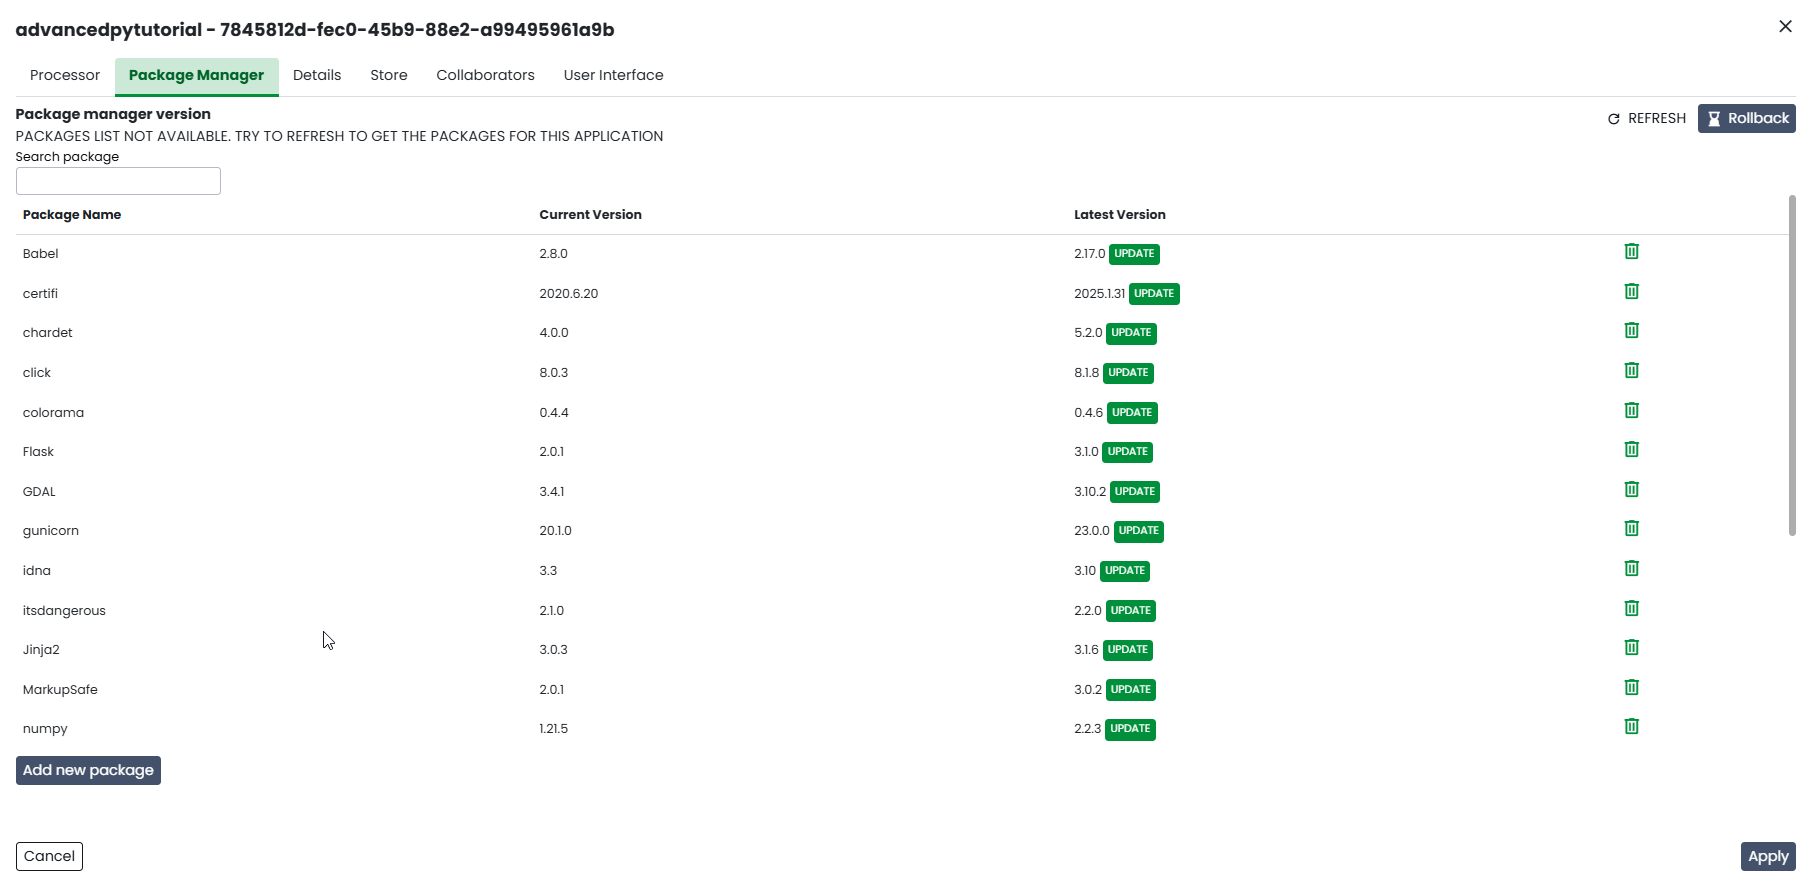 advancedpytutorial - 7845812d-fec0-45b9-88e2-a99495961a9b
Processor Package Manager Details Store Collaborators User Interface
Package manager version
REFRESH Rollback
PACKAGES LIST NOT AVAILABLE. TRY TO REFRESH TO GET THE PACKAGES FOR THIS APPLICATION
Search package
Package Name Current Version Latest Version
Babel 2.8.0 2.17.0 UPDATE
certifi 2020.6.20 2025.1.31 UPDATE
chardet 4.0.0 5.2.0 UPDATE
click 8.0.3 8.1.8 UPDATE
colorama 0.4.4 0.4.6 UPDATE
Flask 2.0.1 3.1.0 UPDATE
GDAL 3.4.1 3.10.2 UPDATE
gunicorn 20.1.0 23.0.0 UPDATE
idna 3.3 3.10 UPDATE
itsdangerous 2.1.0 2.2.0 UPDATE
Jinja2 3.0.3 3.1.6 UPDATE
MarkupSafe 2.0.1 3.0.2 UPDATE
numpy 1.21.5 2.2.3 UPDATE
Add new package
Cancel Apply